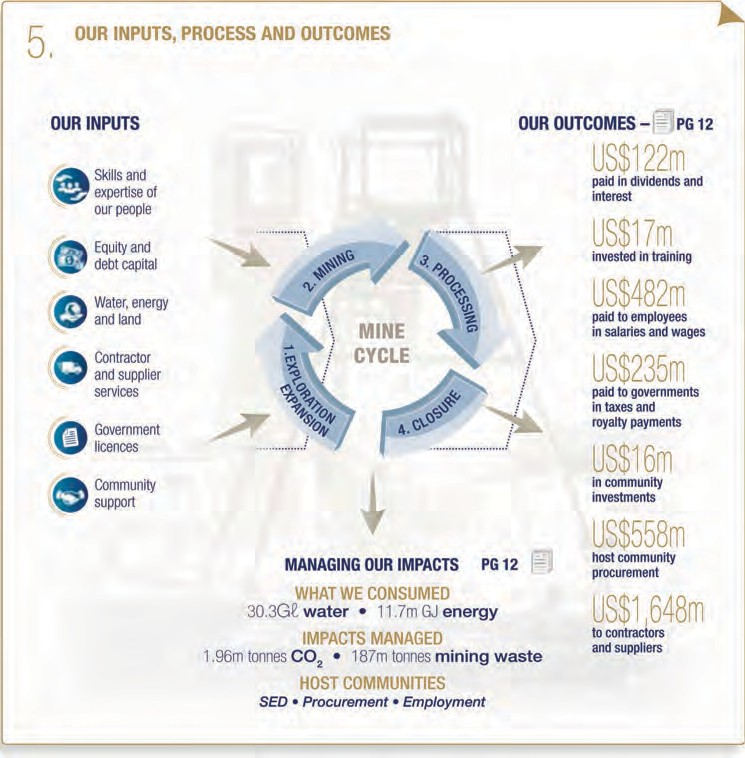 5.
OUR INPUTS, PROCESS AND OUTCOMES
OUR INPUTS
Skills and
expertise of
our people
Equity and
debt capital
Water, energy
and land
Contractor
and supplier
services
Government
licences
Community
support
1.EXPLORATION
EXPANSION
2. MINING
3. PROCESSING
4. CLOSURE
MINE
CYCLE
OUR OUTCOMES – PG 12
US$122m
paid in dividends and
interest
US$17m
invested in training
US$482m
paid to employees
in salaries and wages
US$235m
paid to governments
in taxes and
royalty payments
US$16m
in community
investments
US$558m
host community
procurement
US$1,648m
to contractors
and suppliers
MANAGING OUR IMPACTS PG 12
WHAT WE CONSUMED
30.3Gℓ water • 11.7m GJ energy
IMPACTS MANAGED
1.96m tonnes CO₂ • 187m tonnes mining waste
HOST COMMUNITIES
SED • Procurement • Employment